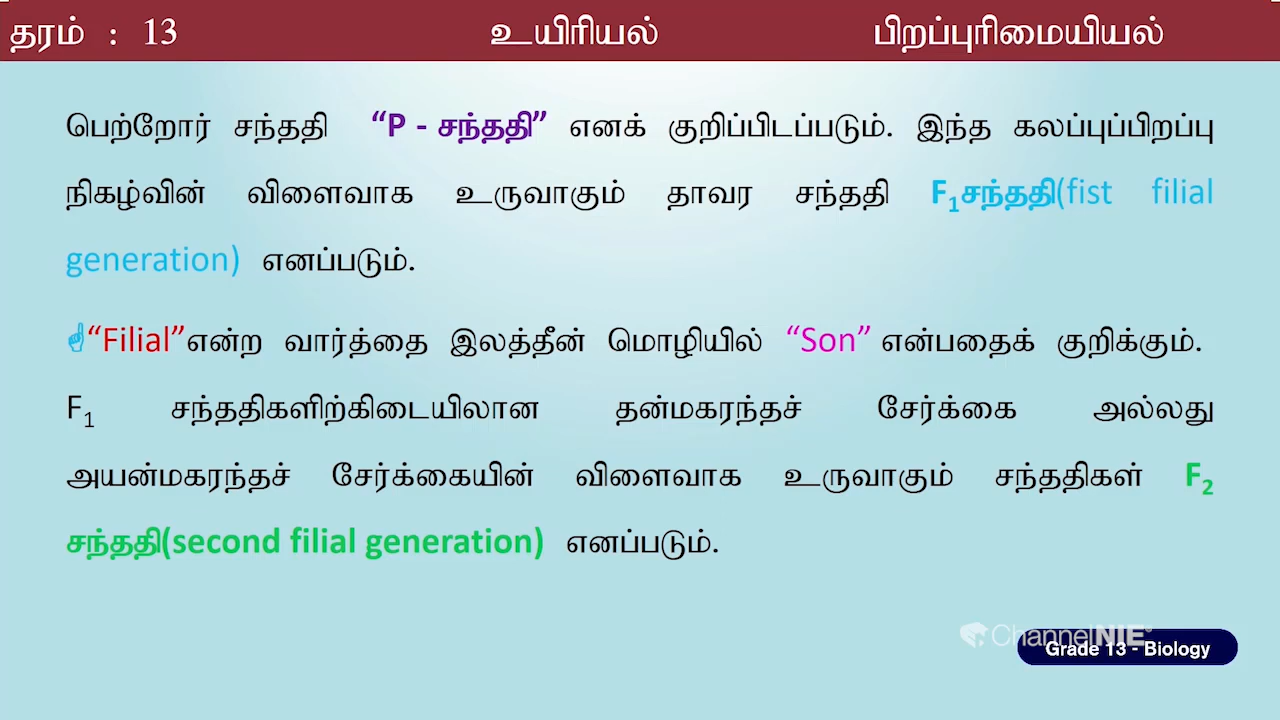 தரம் : 13 உயிரியல் பிறப்புரிமையியல்
பெற்றோர் சந்ததி “P - சந்ததி” எனக் குறிப்பிடப்படும். இந்த கலப்புப்பிறப்பு
நிகழ்வின் விளைவாக உருவாகும் தாவர சந்ததி F₁சந்ததி(fist filial
generation) எனப்படும்.
☝“Filial”என்ற வார்த்தை இலத்தீன் மொழியில் “Son” என்பதைக் குறிக்கும்.
F₁ சந்ததிகளிற்கிடையிலான தன்மகரந்தச் சேர்க்கை அல்லது
அயன்மகரந்தச் சேர்க்கையின் விளைவாக உருவாகும் சந்ததிகள் F₂
சந்ததி(second filial generation) எனப்படும்.
ChannelNIE
Grade 13 - Biology